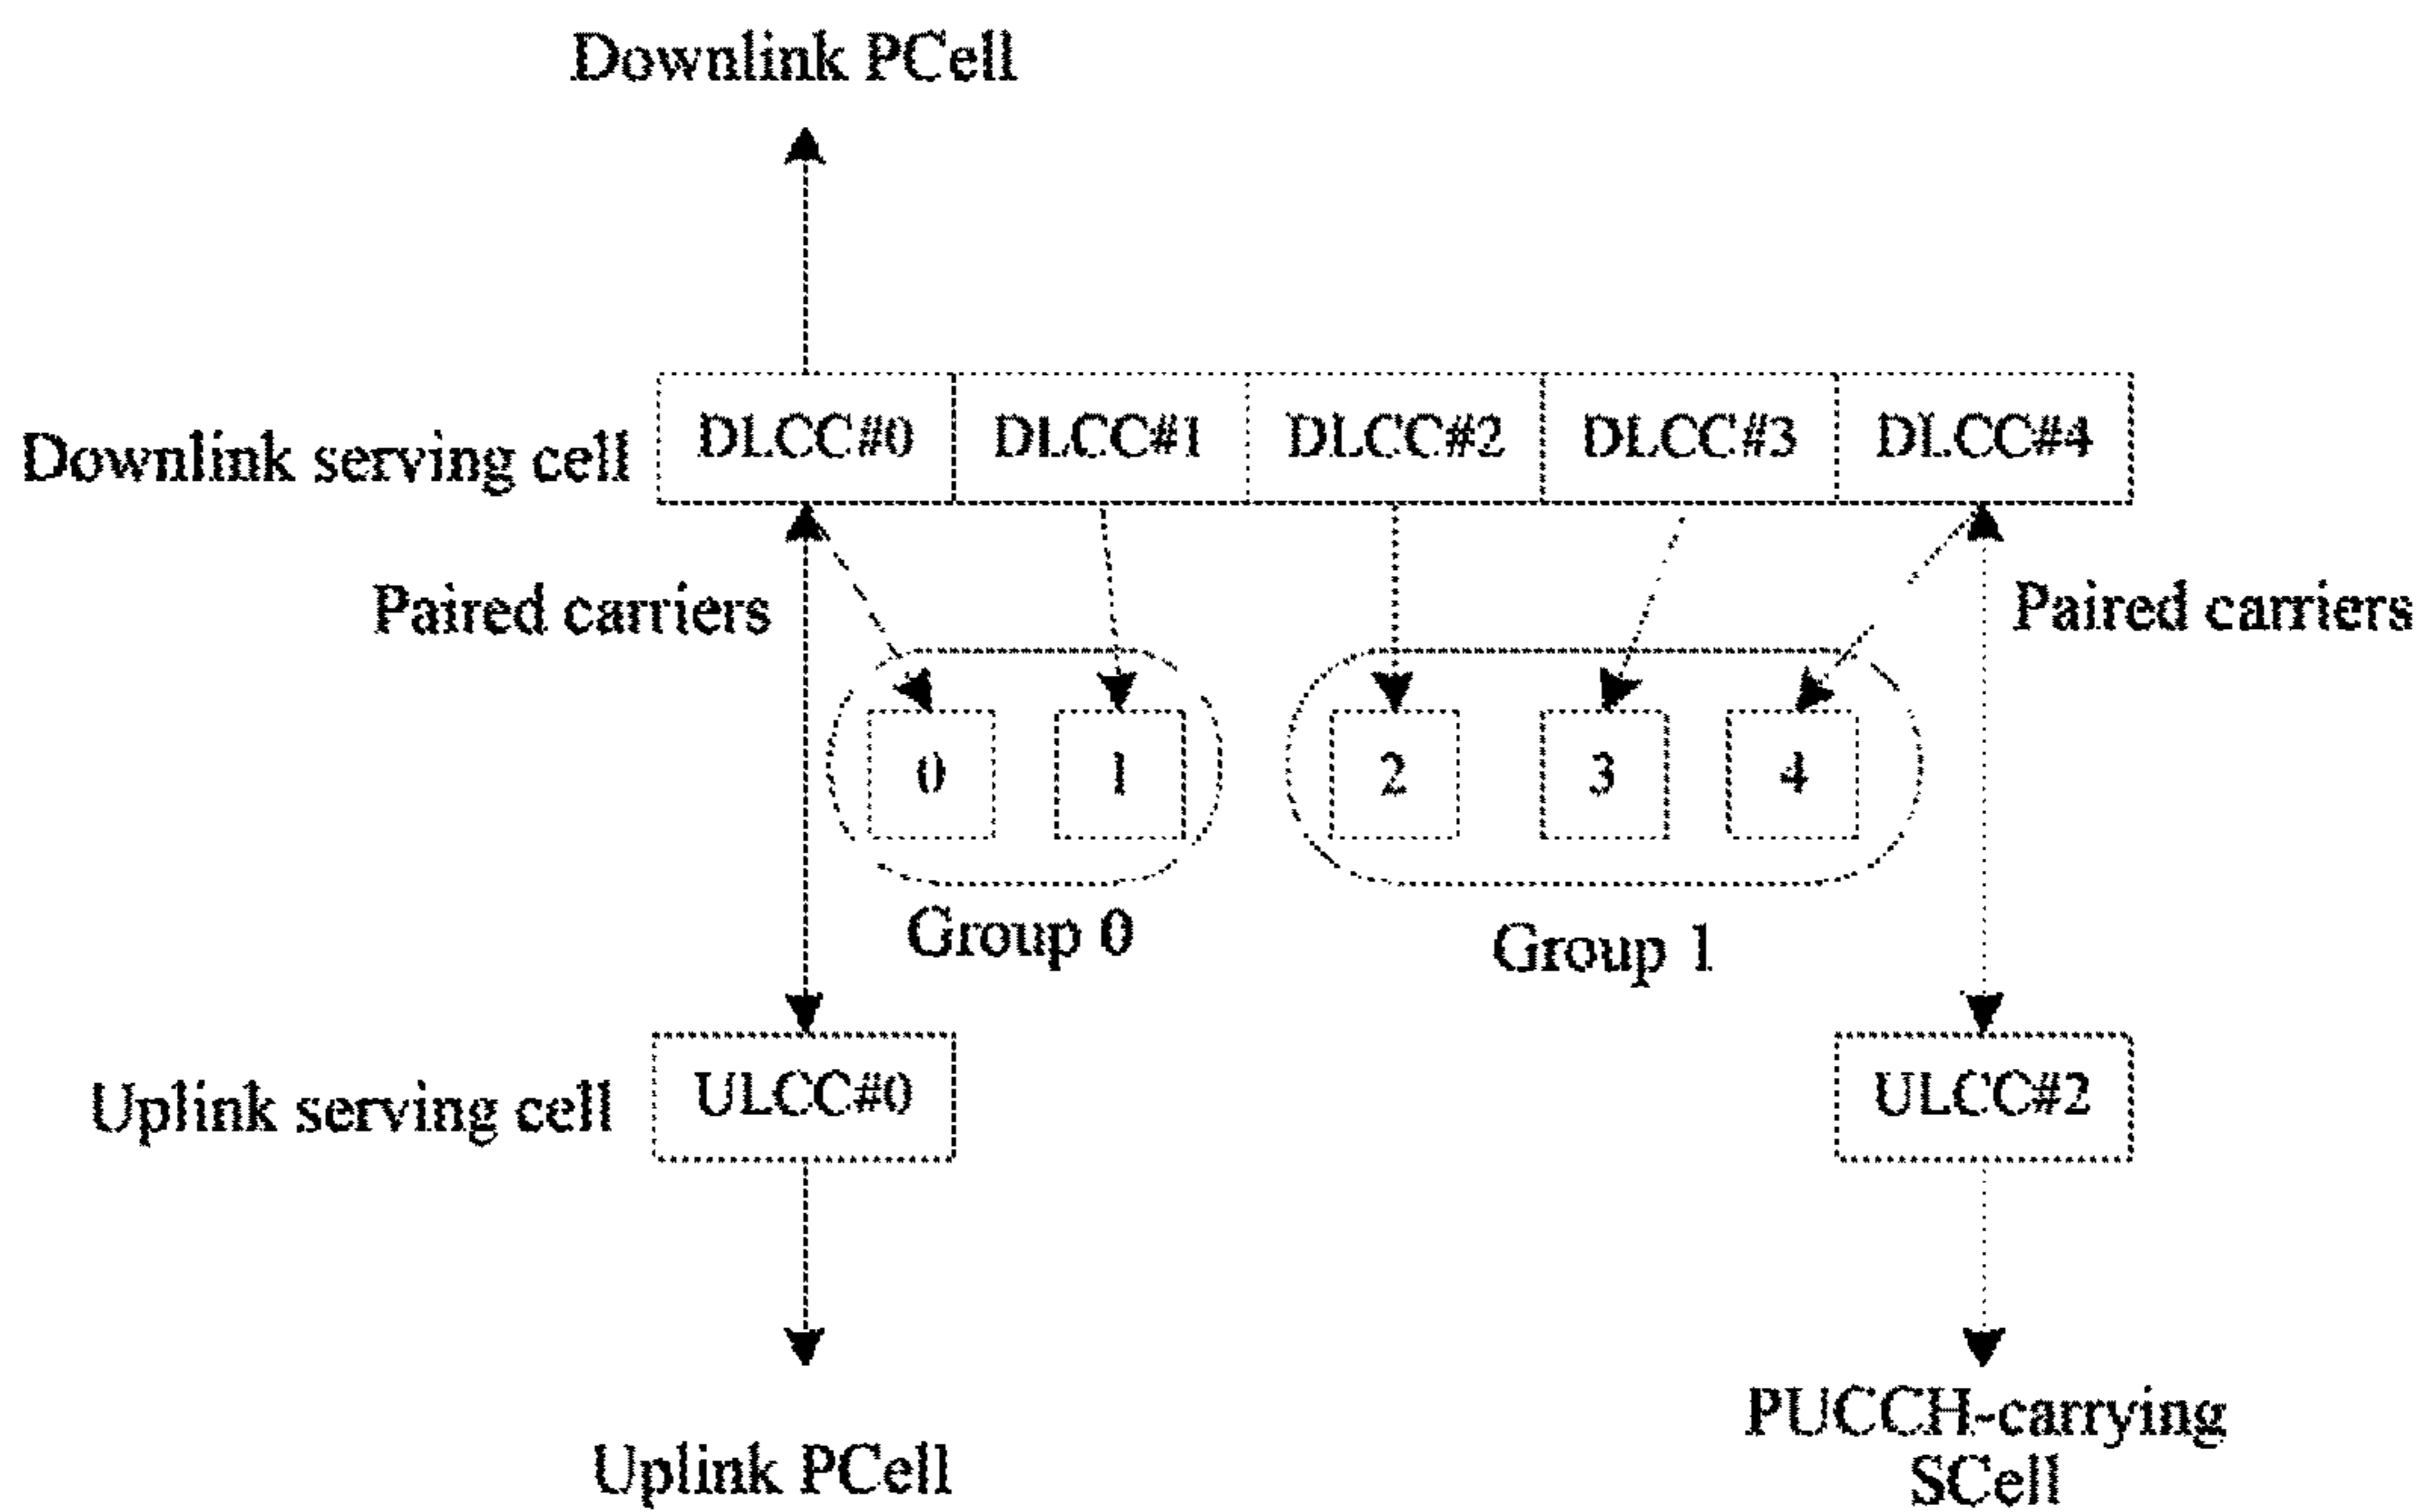 Downlink PCell
Downlink serving cell
DLCC#0
DLCC#1
DLCC#2
DLCC#3
DLCC#4
Paired carriers
Paired carriers
0
1
2
3
4
Group 0
Group 1
Uplink serving cell
ULCC#0
ULCC#2
Uplink PCell
PUCCH-carrying
SCell